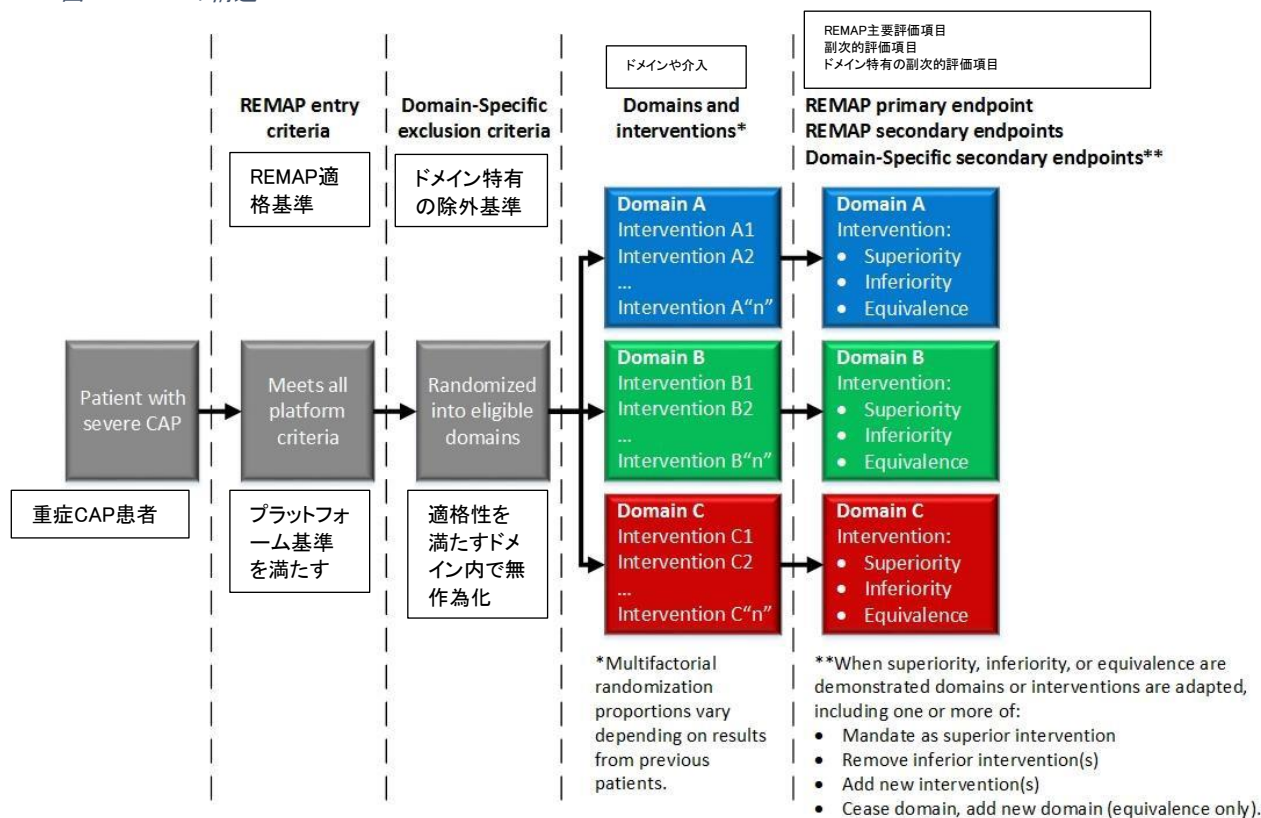 REMAP主要評価項目
副次的評価項目
ドメイン特有の副次的評価項目
ドメインや介入
REMAP entry
criteria
Domain-Specific
exclusion criteria
Domains and
interventions*
REMAP primary endpoint
REMAP secondary endpoints
Domain-Specific secondary endpoints**
REMAP適
格基準
ドメイン特有
の除外基準
Patient with
severe CAP
重症CAP患者
Meets all
platform
criteria
プラットフォ
ーム基準
を満たす
Randomized
into eligible
domains
適格性を
満たすドメ
イン内で無
作為化
Domain A
Intervention A1
Intervention A2
...
Intervention A“n”
Domain A
Intervention:
• Superiority
• Inferiority
• Equivalence
Domain B
Intervention B1
Intervention B2
...
Intervention B“n”
Domain B
Intervention:
• Superiority
• Inferiority
• Equivalence
Domain C
Intervention C1
Intervention C2
...
Intervention C“n”
Domain C
Intervention:
• Superiority
• Inferiority
• Equivalence
*Multifactorial
randomization
proportions vary
depending on results
from previous
patients.
**When superiority, inferiority, or equivalence are
demonstrated domains or interventions are adapted,
including one or more of:
• Mandate as superior intervention
• Remove inferior intervention(s)
• Add new intervention(s)
• Cease domain, add new domain (equivalence only).